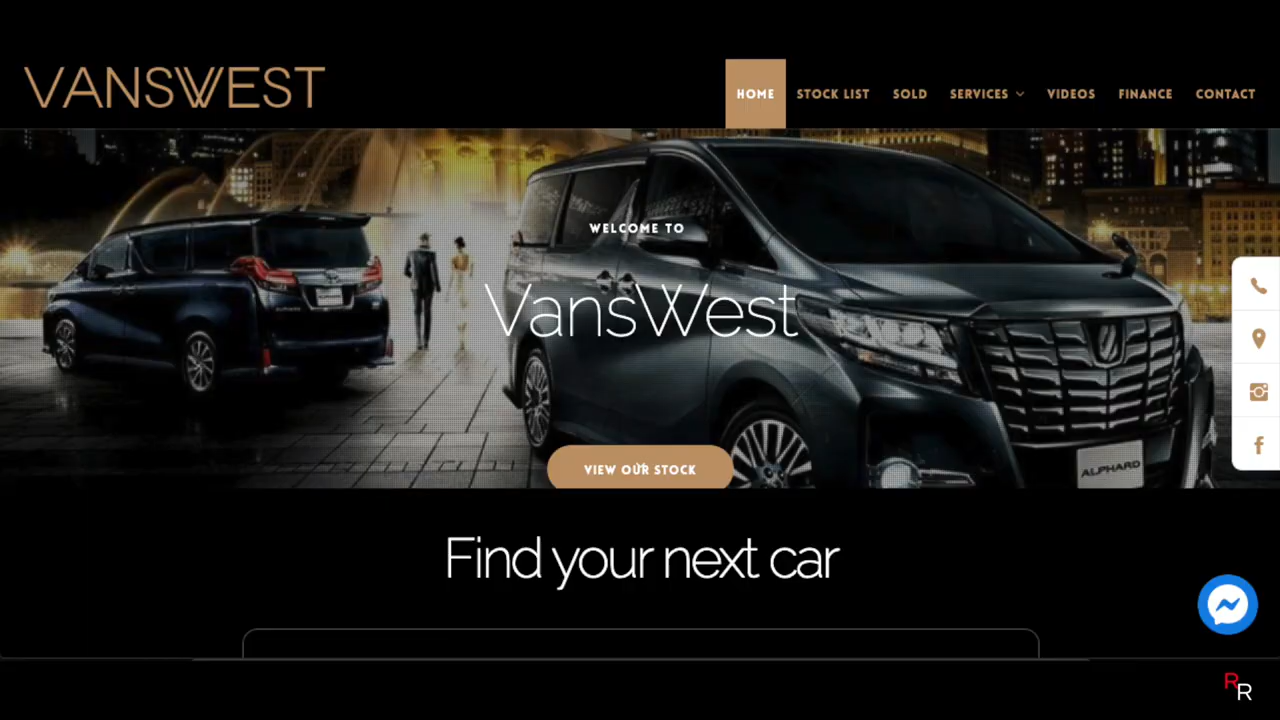 VANSWEST
HOME STOCK LIST SOLD SERVICES VIDEOS FINANCE CONTACT
WELCOME TO
VansWest
ALPHARD
VIEW OUR STOCK
Find your next car
RR